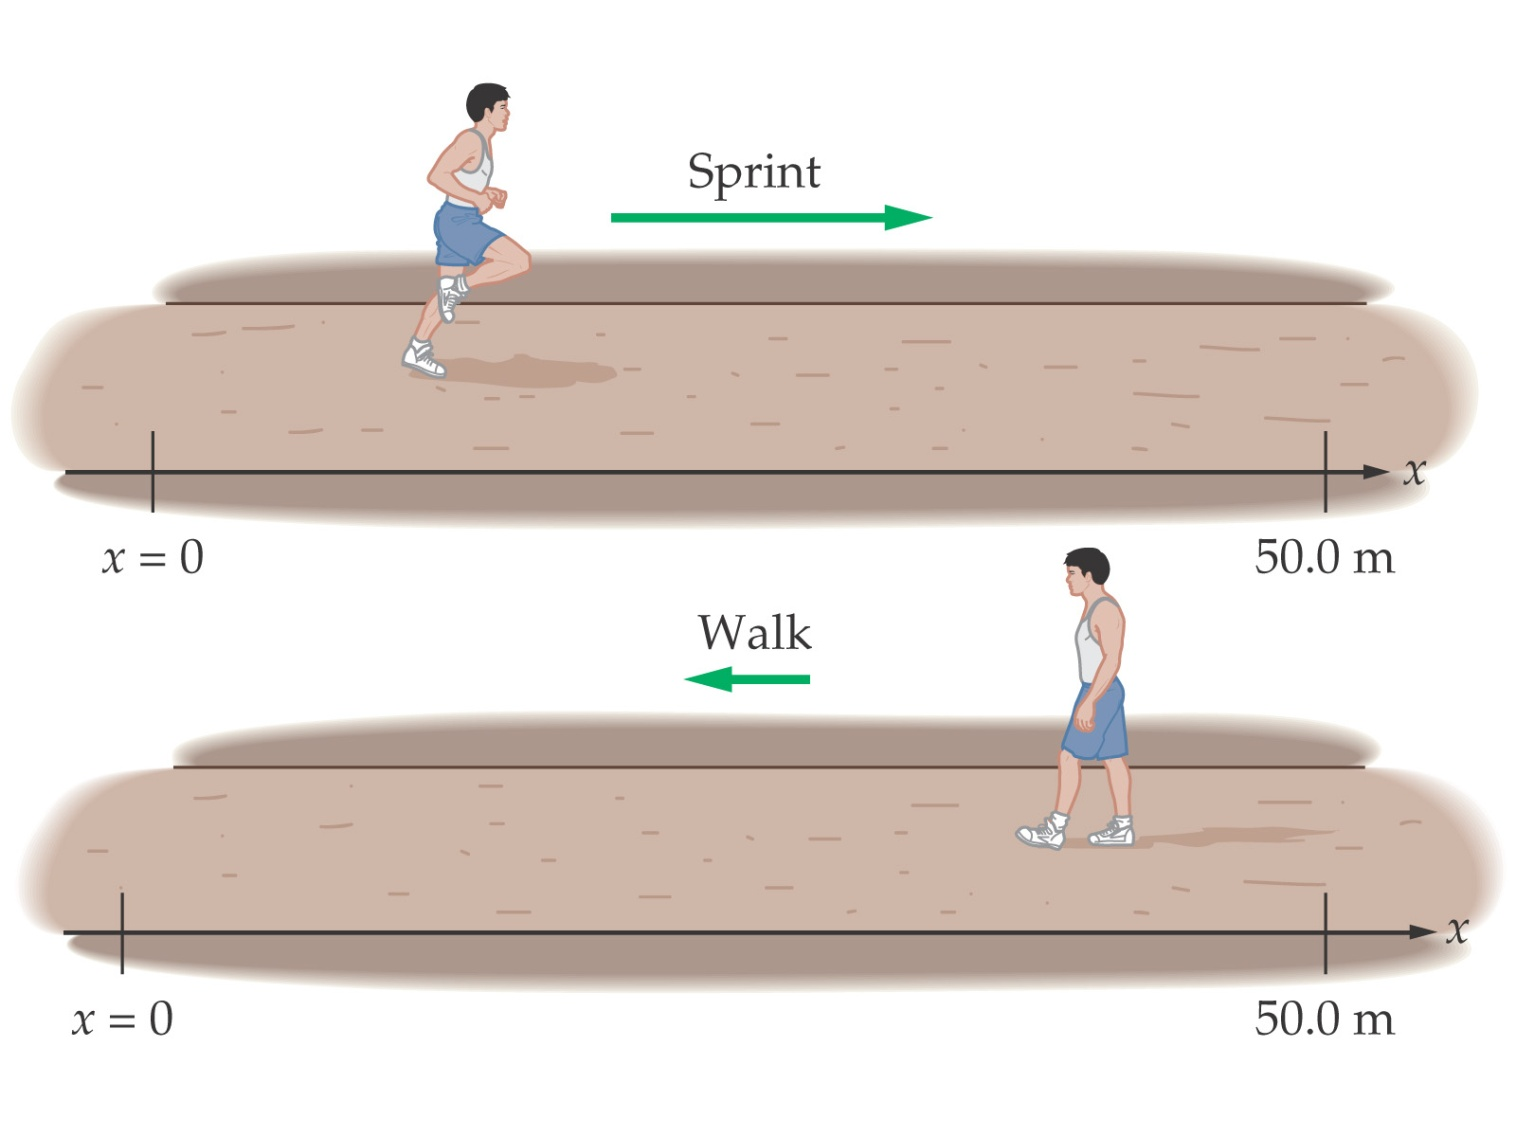 Sprint
x
x = 0
50.0 m
Walk
x
x = 0
50.0 m